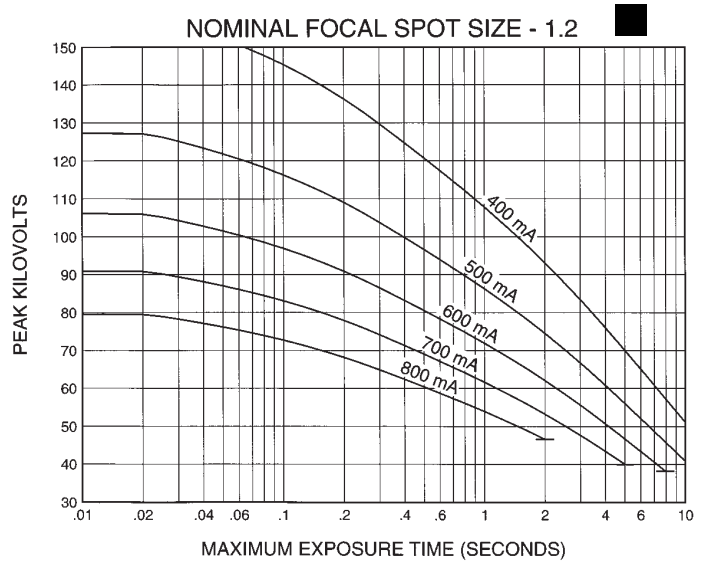 NOMINAL FOCAL SPOT SIZE - 1.2
150
140
130
120
110
100
90
80
70
60
50
40
30
PEAK KILOVOLTS
400 mA
500 mA
600 mA
700 mA
800 mA
.01 .02 .04 .06 .1 .2 .4 .6 1 2 4 6 10
MAXIMUM EXPOSURE TIME (SECONDS)